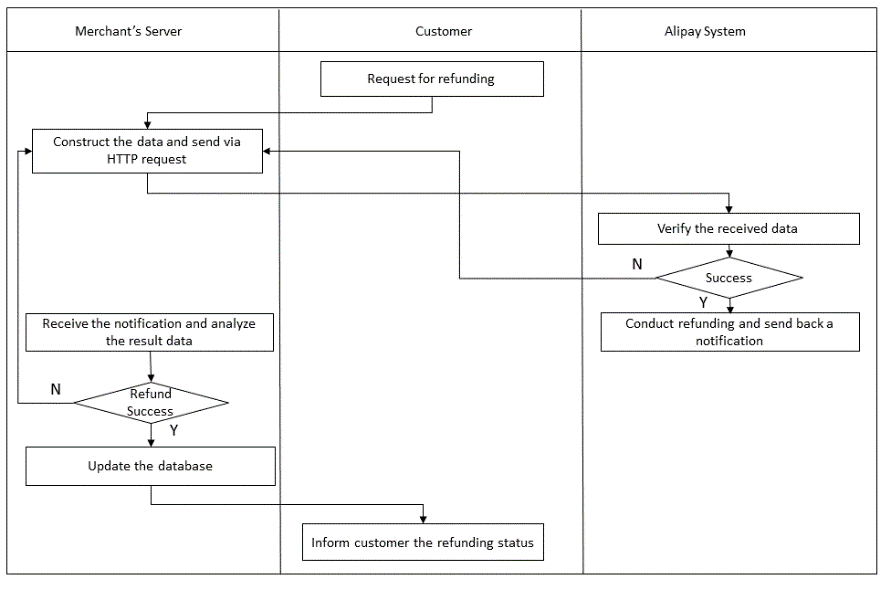 Merchant's Server
Customer
Alipay System
Request for refunding
Construct the data and send via
HTTP request
Verify the received data
N
Success
Y
Conduct refunding and send back a
notification
Receive the notification and analyze
the result data
N
Refund
Success
Y
Update the database
Inform customer the refunding status